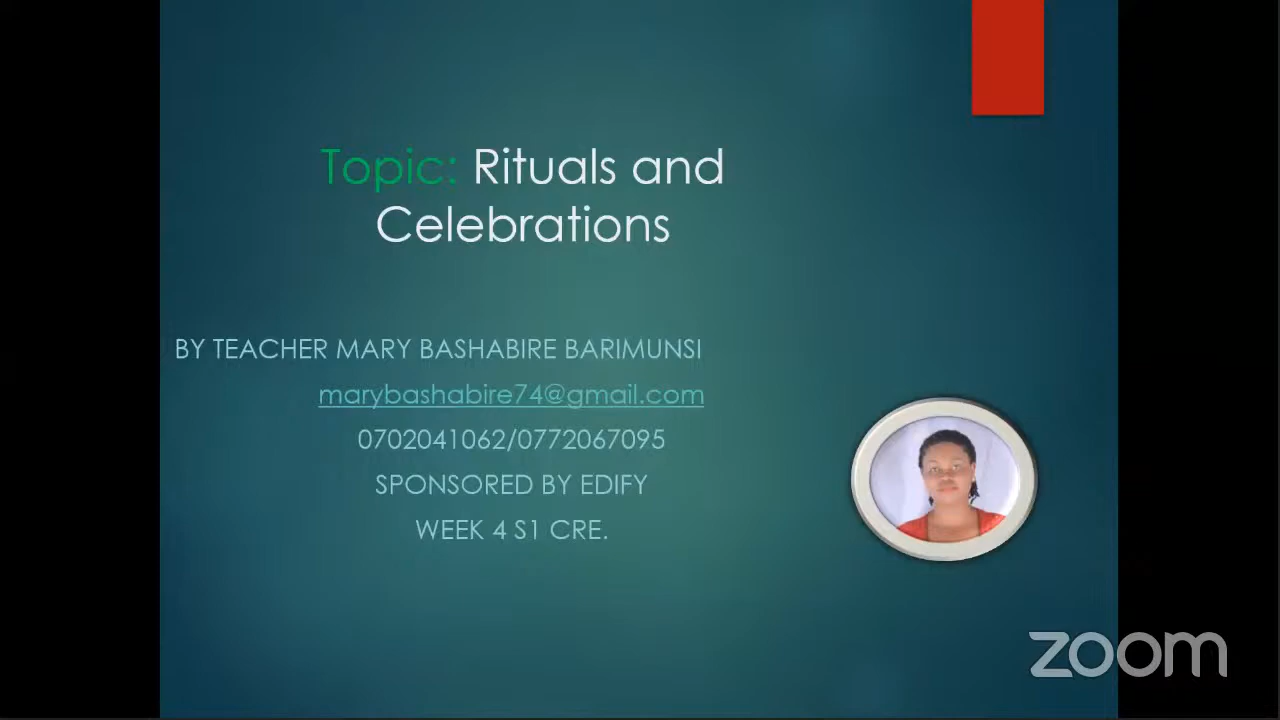 Topic: Rituals and
Celebrations
BY TEACHER MARY BASHABIRE BARIMUNSI
marybashabire74@gmail.com
0702041062/0772067095
SPONSORED BY EDIFY
WEEK 4 S1 CRE.
zoom